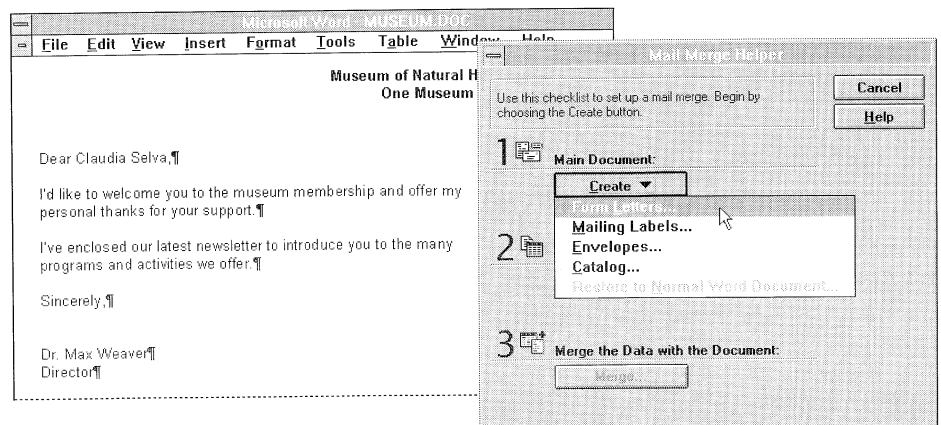 Microsoft Word - MUSEUM.DOC
File Edit View Insert Format Tools Table Window Help
Museum of Natural H
One Museum
Dear Claudia Selva,¶
I'd like to welcome you to the museum membership and offer my
personal thanks for your support.¶
I've enclosed our latest newsletter to introduce you to the many
programs and activities we offer.¶
Sincerely,¶
Dr. Max Weaver¶
Director¶
Mail Merge Helper
Use this checklist to set up a mail merge. Begin by
choosing the Create button.
Cancel
Help
1 Main Document:
Create
Form Letters...
Mailing Labels...
Envelopes...
Catalog...
Restore to Normal Word Document...
2
3 Merge the Data with the Document:
Merge...